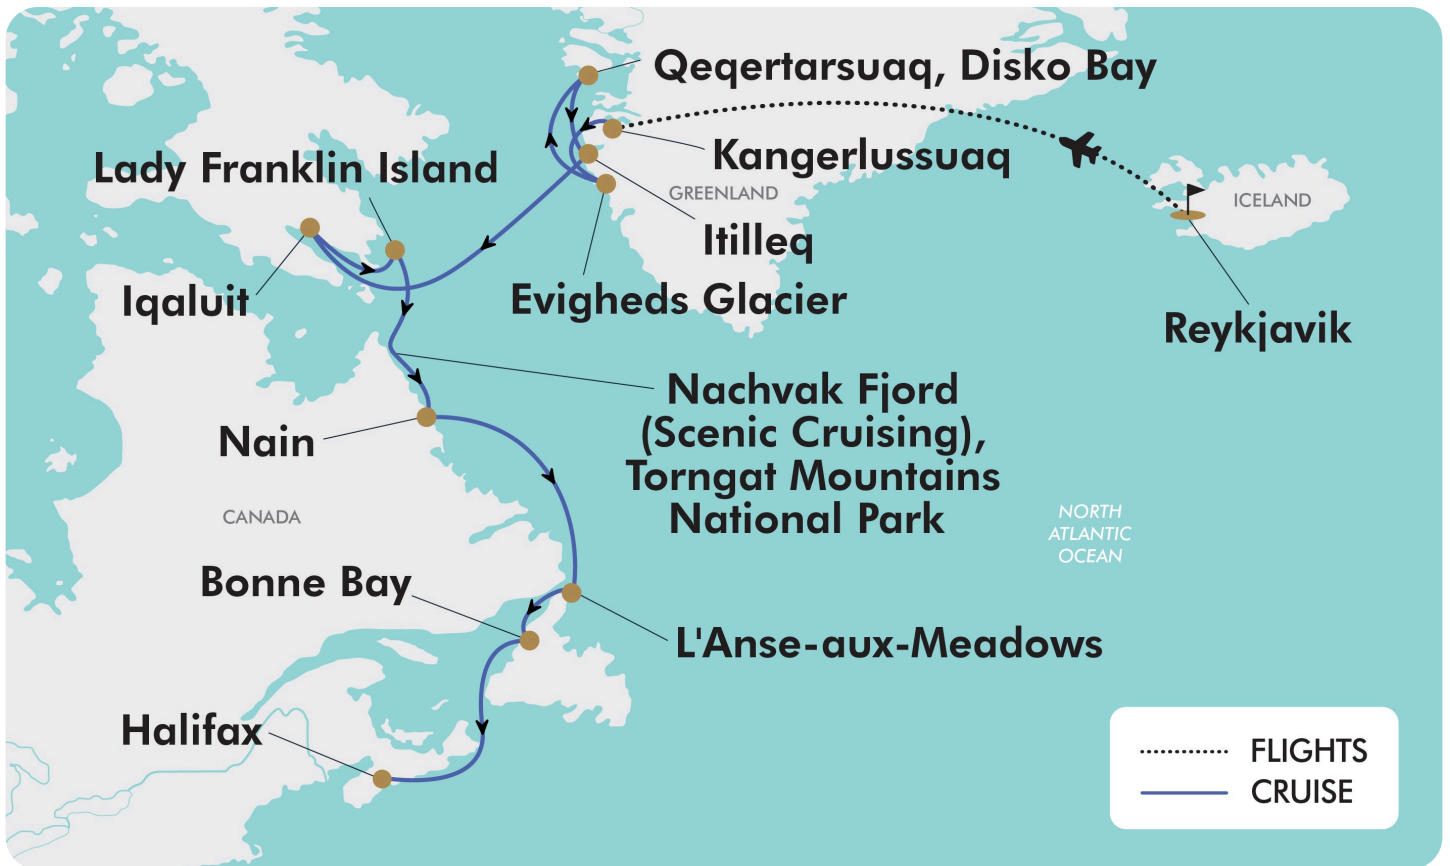 Qeqertarsuaq, Disko Bay
Kangerlussuaq
Lady Franklin Island
GREENLAND
ICELAND
Itilleq
Iqaluit
Evigheds Glacier
Reykjavik
Nachvak Fjord
(Scenic Cruising),
Torngat Mountains
National Park
Nain
CANADA
NORTH
ATLANTIC
OCEAN
Bonne Bay
L'Anse-aux-Meadows
Halifax
FLIGHTS
CRUISE